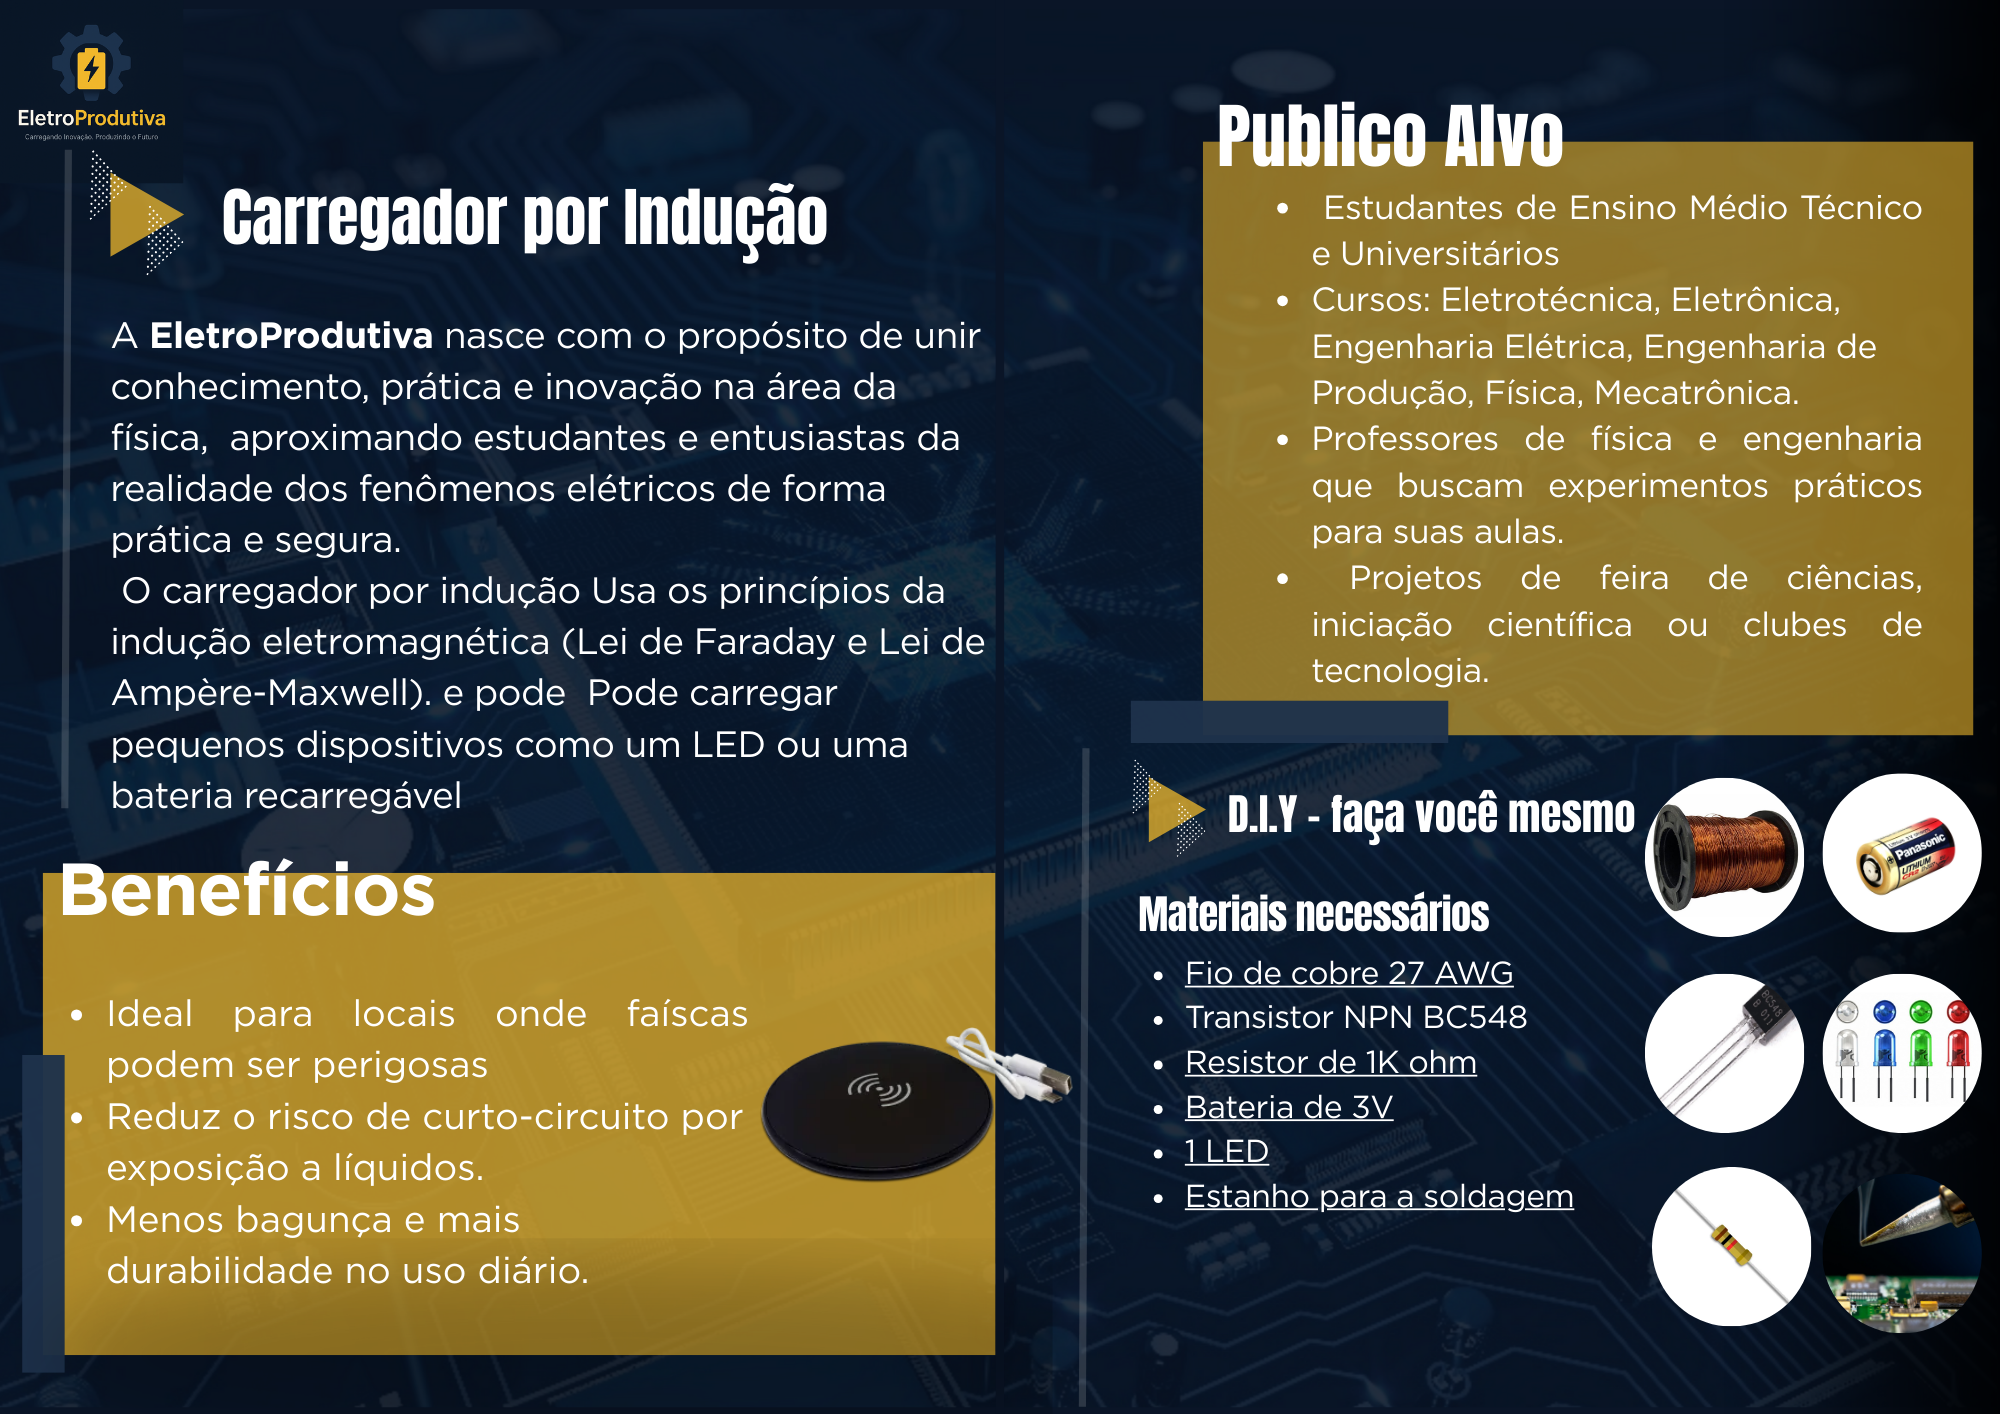 EletroProdutiva
Carregando Inovação, Produzindo o Futuro
Carregador por Indução
A EletroProdutiva nasce com o propósito de unir
conhecimento, prática e inovação na área da
física,  aproximando estudantes e entusiastas da
realidade dos fenômenos elétricos de forma
prática e segura.
O carregador por indução Usa os princípios da
indução eletromagnética (Lei de Faraday e Lei de
Ampère-Maxwell). e pode  Pode carregar
pequenos dispositivos como um LED ou uma
bateria recarregável
Benefícios
• Ideal para locais onde faíscas
podem ser perigosas
• Reduz o risco de curto-circuito por
exposição a líquidos.
• Menos bagunça e mais
durabilidade no uso diário.
Publico Alvo
• Estudantes de Ensino Médio Técnico
e Universitários
• Cursos: Eletrotécnica, Eletrônica,
Engenharia Elétrica, Engenharia de
Produção, Física, Mecatrônica.
• Professores de física e engenharia
que buscam experimentos práticos
para suas aulas.
• Projetos de feira de ciências,
iniciação científica ou clubes de
tecnologia.
D.I.Y - faça você mesmo
Materiais necessários
• Fio de cobre 27 AWG
• Transistor NPN BC548
• Resistor de 1K ohm
• Bateria de 3V
• 1 LED
• Estanho para a soldagem
Panasonic
LITHIUM
BC548
B 011